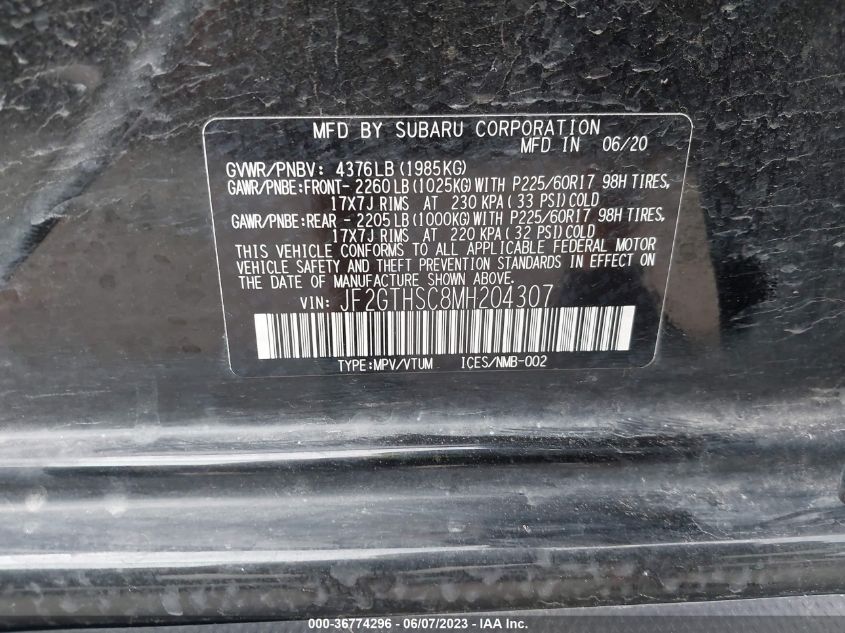 MFD BY SUBARU CORPORATION
MFD IN 06/20
GVWR/PNBV: 4376LB(1985KG)
GAWR/PNBE:FRONT- 2260LB(1025KG)WITH P225/60R17 98H TIRES,
17X7J RIMS AT 230 KPA(33 PSI)COLD
GAWR/PNBE:REAR - 2205LB(1000KG)WITH P225/60R17 98H TIRES,
17X7J RIMS AT 220 KPA(32 PSI)COLD
THIS VEHICLE CONFORMS TO ALL APPLICABLE FEDERAL MOTOR
VEHICLE SAFETY AND THEFT PREVENTION STANDARDS IN EFFECT ON
THE DATE OF MANUFACTURE SHOWN ABOVE.
VIN: JF2GTHSC8MH204307
TYPE:MPV/VTUM ICES/NMB-002
000-36774296 - 06/07/2023 - IAA Inc.